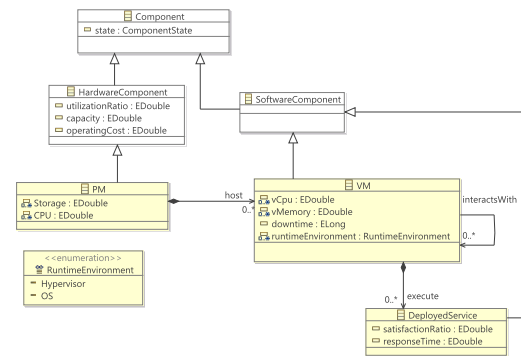 Component
state : ComponentState
HardwareComponent
utilizationRatio : EDouble
capacity : EDouble
operatingCost : EDouble
SoftwareComponent
PM
Storage : EDouble
CPU : EDouble
host
0..*
VM
vCpu : EDouble
vMemory : EDouble
downtime : ELong
runtimeEnvironment : RuntimeEnvironment
interactsWith
0..*
<<enumeration>>
RuntimeEnvironment
Hypervisor
OS
0..*
execute
DeployedService
satisfactionRatio : EDouble
responseTime : EDouble